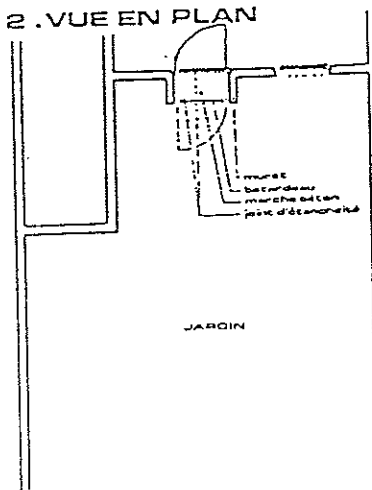 2.VUE EN PLAN
muret
batardeau
marche béton
joint d'étanchéité
JARDIN